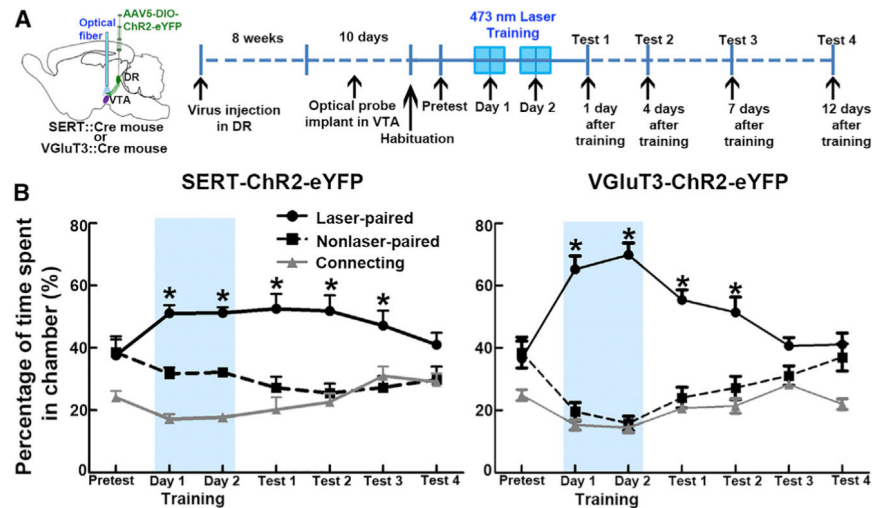 A
AAV5-DIO-
ChR2-eYFP
Optical
fiber
DR
VTA
SERT::Cre mouse
or
VGluT3::Cre mouse
8 weeks
10 days
473 nm Laser
Training
Test 1
Test 2
Test 3
Test 4
Virus injection
in DR
Optical probe
implant in VTA
Habituation
Pretest
Day 1
Day 2
1 day
after
training
4 days
after
training
7 days
after
training
12 days
after
training
B
SERT-ChR2-eYFP
VGluT3-ChR2-eYFP
Percentage of time spent
in chamber (%)
80
60
40
20
0
Laser-paired
Nonlaser-paired
Connecting
* * * * *
Pretest Day 1 Day 2 Test 1 Test 2 Test 3 Test 4
Training
80
60
40
20
0
* * * *
Pretest Day 1 Day 2 Test 1 Test 2 Test 3 Test 4
Training